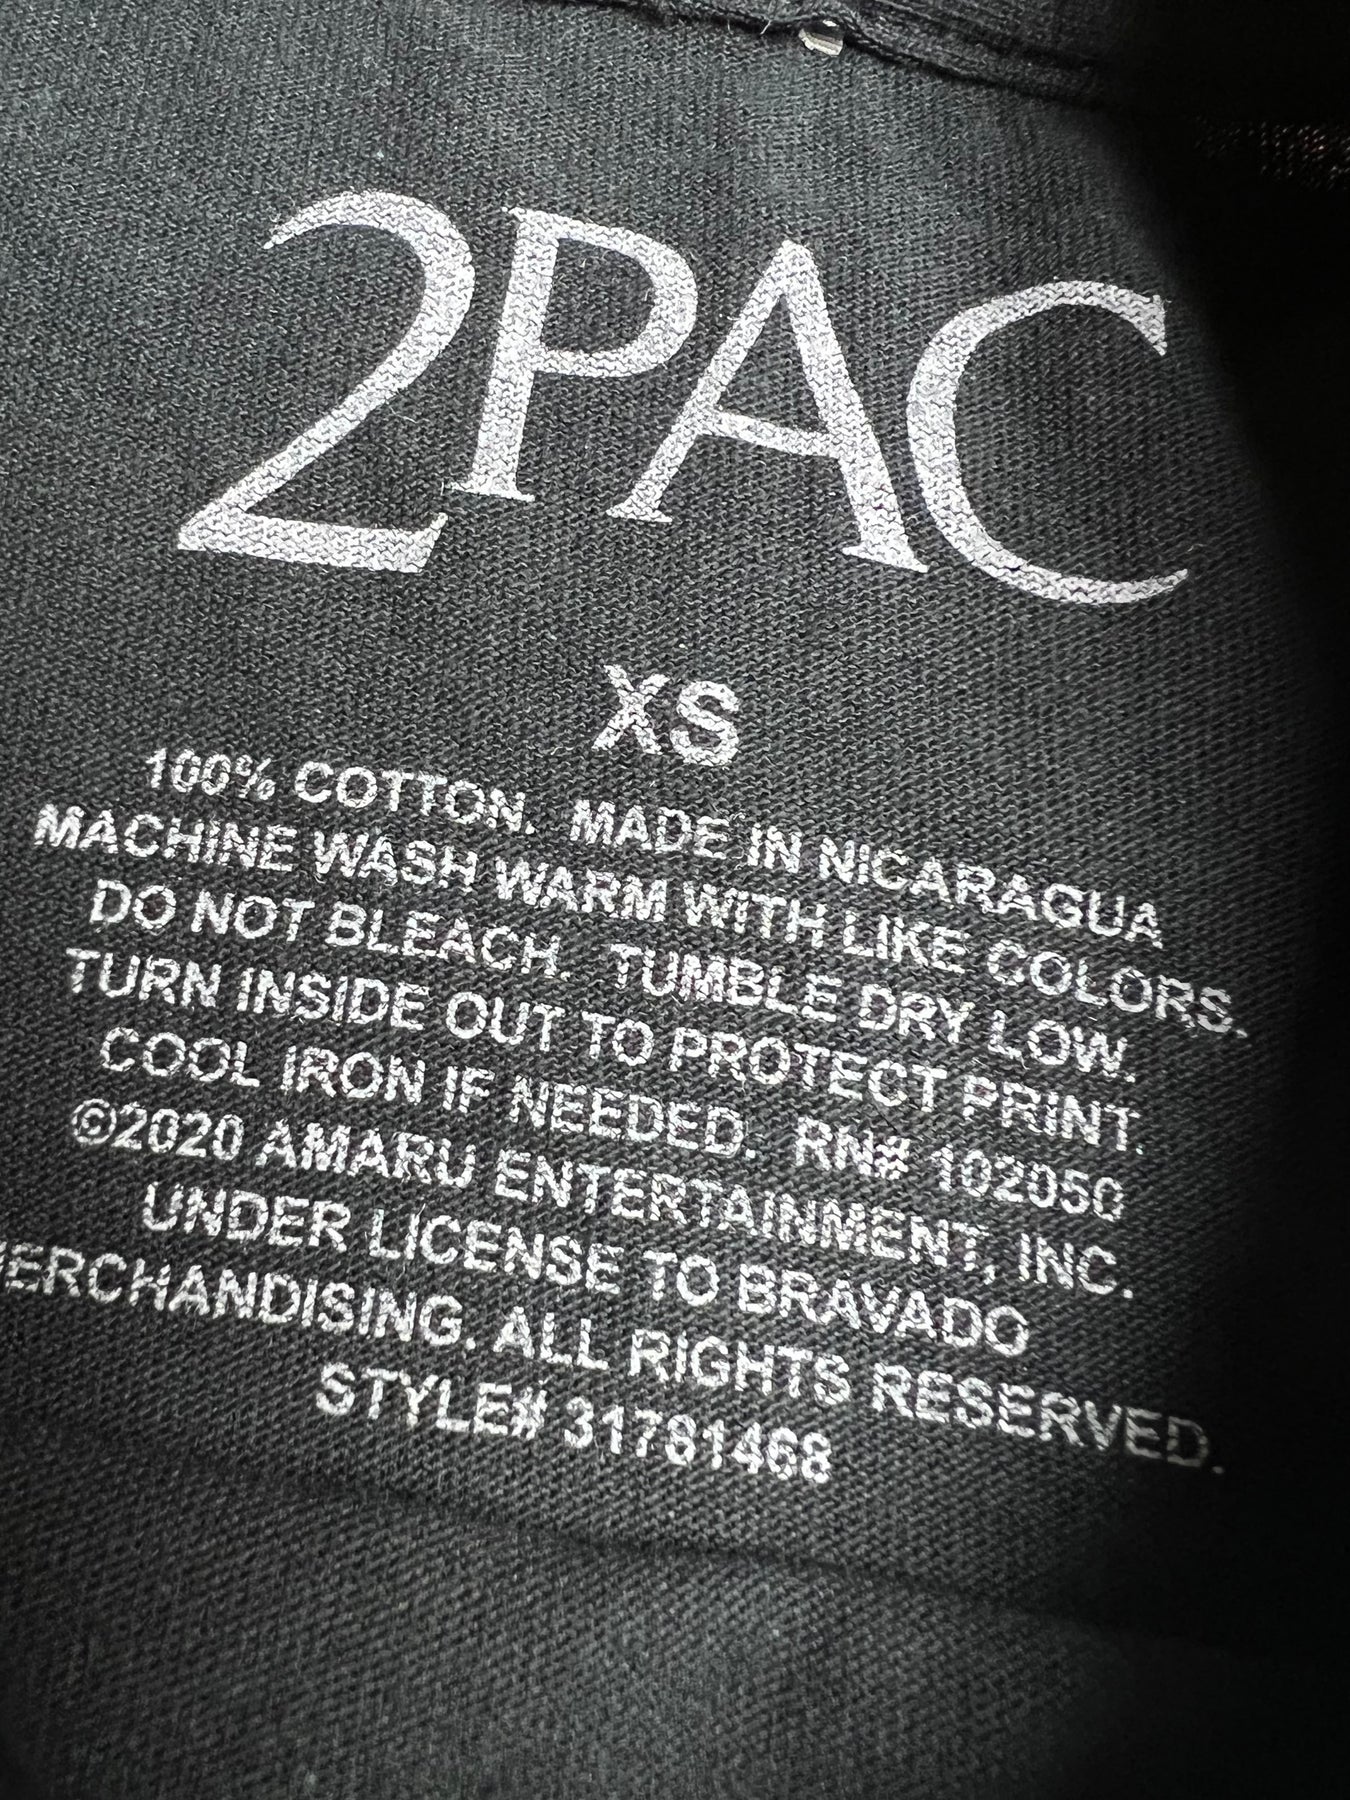 2PAC
XS
100% COTTON. MADE IN NICARAGUA
MACHINE WASH WARM WITH LIKE COLORS.
DO NOT BLEACH. TUMBLE DRY LOW.
TURN INSIDE OUT TO PROTECT PRINT.
COOL IRON IF NEEDED. RN# 102050
©2020 AMARU ENTERTAINMENT, INC.
UNDER LICENSE TO BRAVADO
MERCHANDISING. ALL RIGHTS RESERVED.
STYLE# 31781468